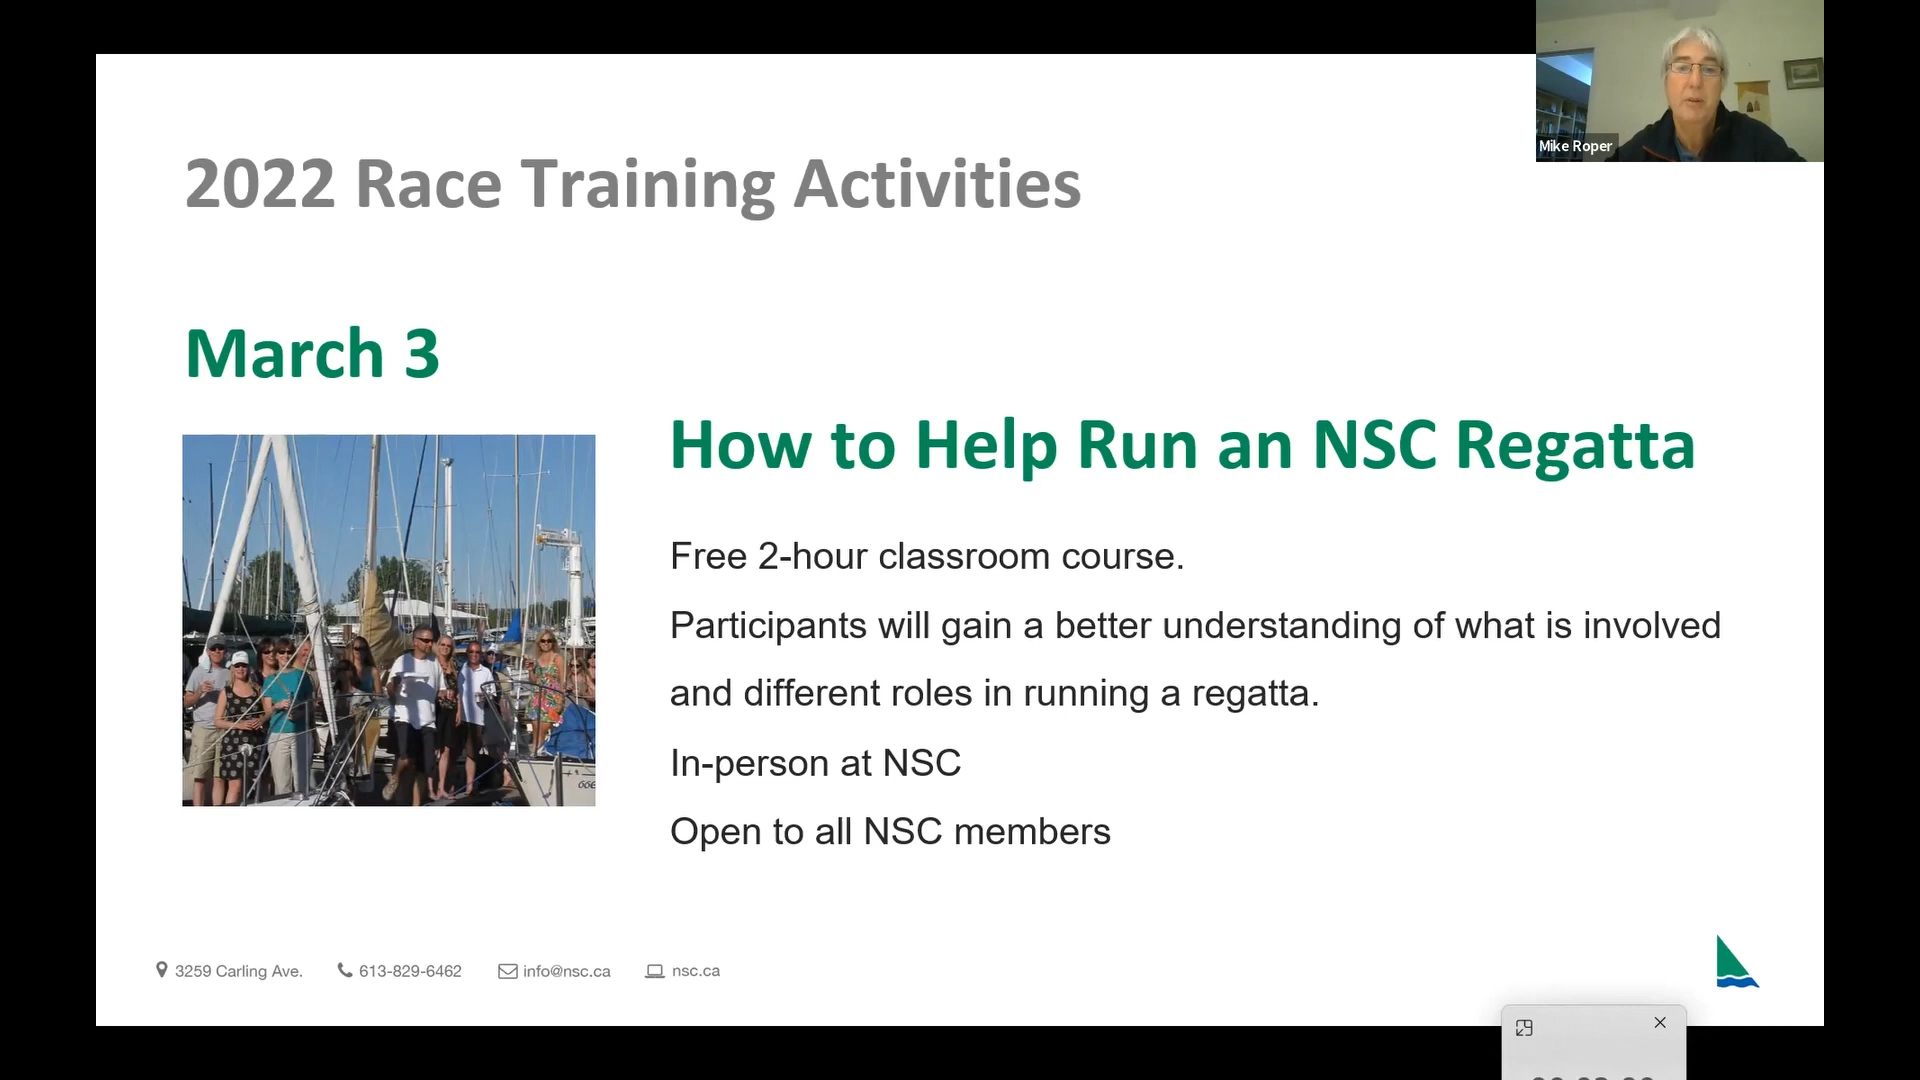 Mike Roper
2022 Race Training Activities
March 3
How to Help Run an NSC Regatta
Free 2-hour classroom course.
Participants will gain a better understanding of what is involved
and different roles in running a regatta.
In-person at NSC
Open to all NSC members
3259 Carling Ave. 613-829-6462 info@nsc.ca nsc.ca